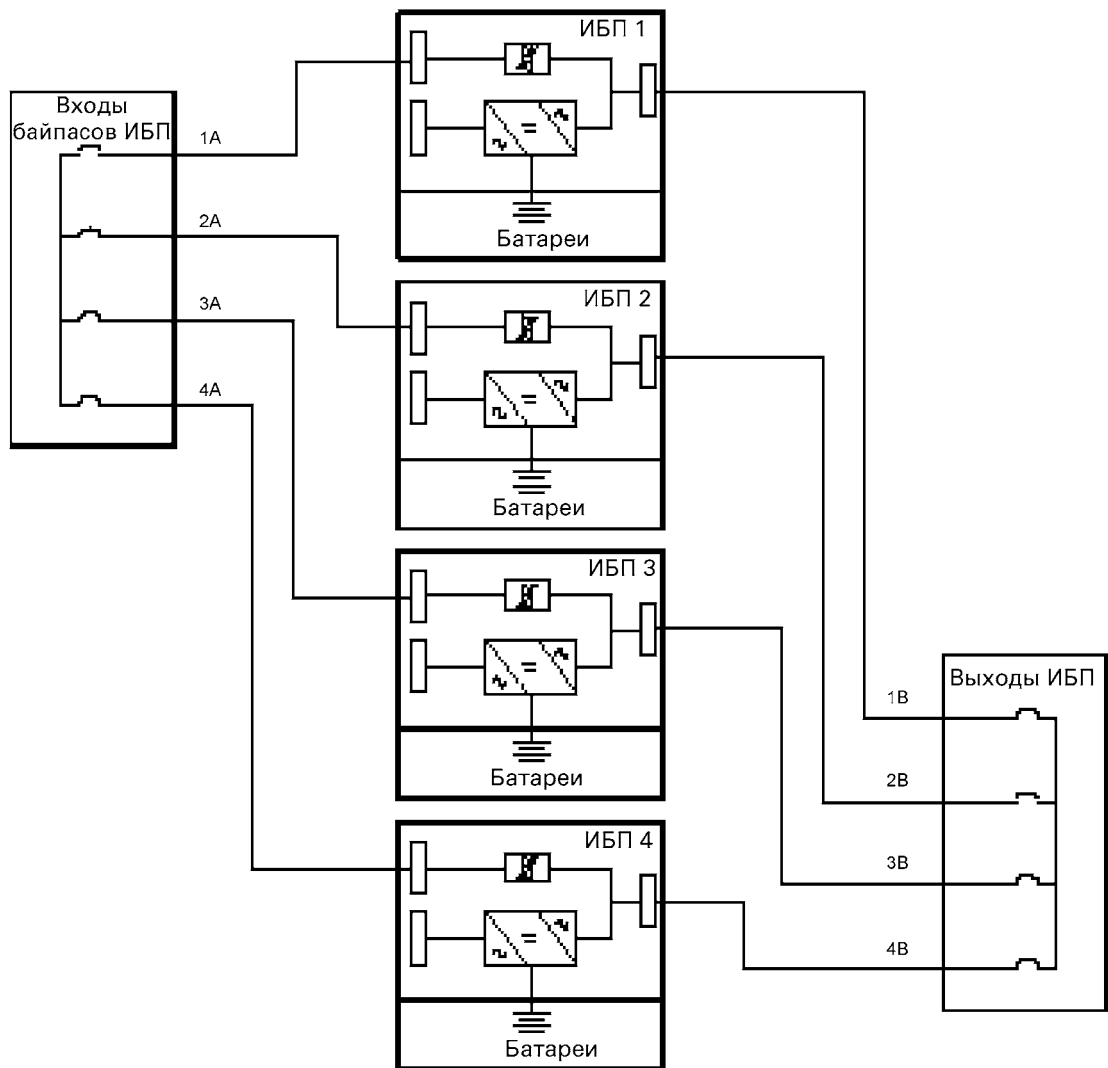 ИБП 1
Входы
байпасов ИБП
1A
2A
3A
4A
Батареи
ИБП 2
Батареи
ИБП 3
Батареи
ИБП 4
Батареи
Выходы ИБП
1B
2B
3B
4B